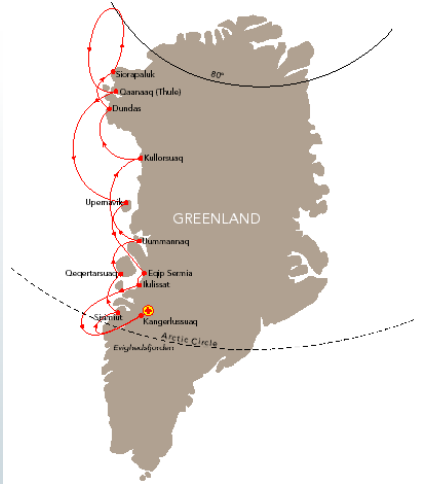 80°
Siorapaluk
Qaanaaq (Thule)
Dundas
Kullorsuaq
Upernavik
GREENLAND
Uummannaq
Qeqertarsuaq
Eqip Sermia
Ilulissat
Sisimiut
Kangerlussuaq
Arctic Circle
Evighedsfjorden